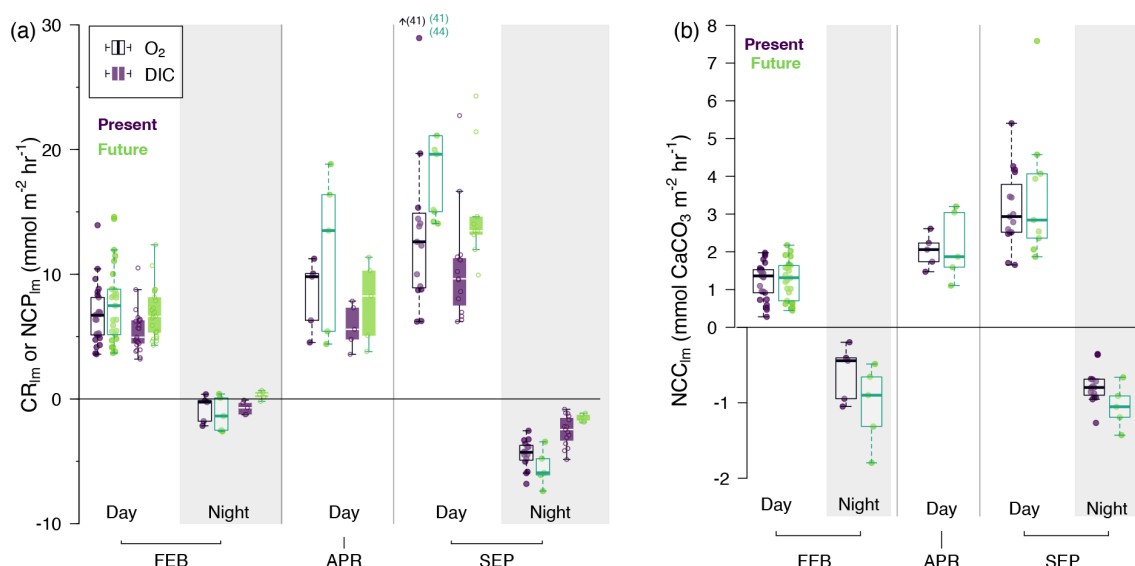 (a)
↑(41)
(41)
(44)
O2
DIC
Present
Future
CRlm or NCPlm (mmol m-2 hr-1)
30
20
10
0
-10
Day
Night
Day
Day
Night
FEB
APR
SEP
(b)
Present
Future
NCClm (mmol CaCO3 m-2 hr-1)
8
7
6
5
4
3
2
1
0
-1
-2
Day
Night
Day
Day
Night
FEB
APR
SEP